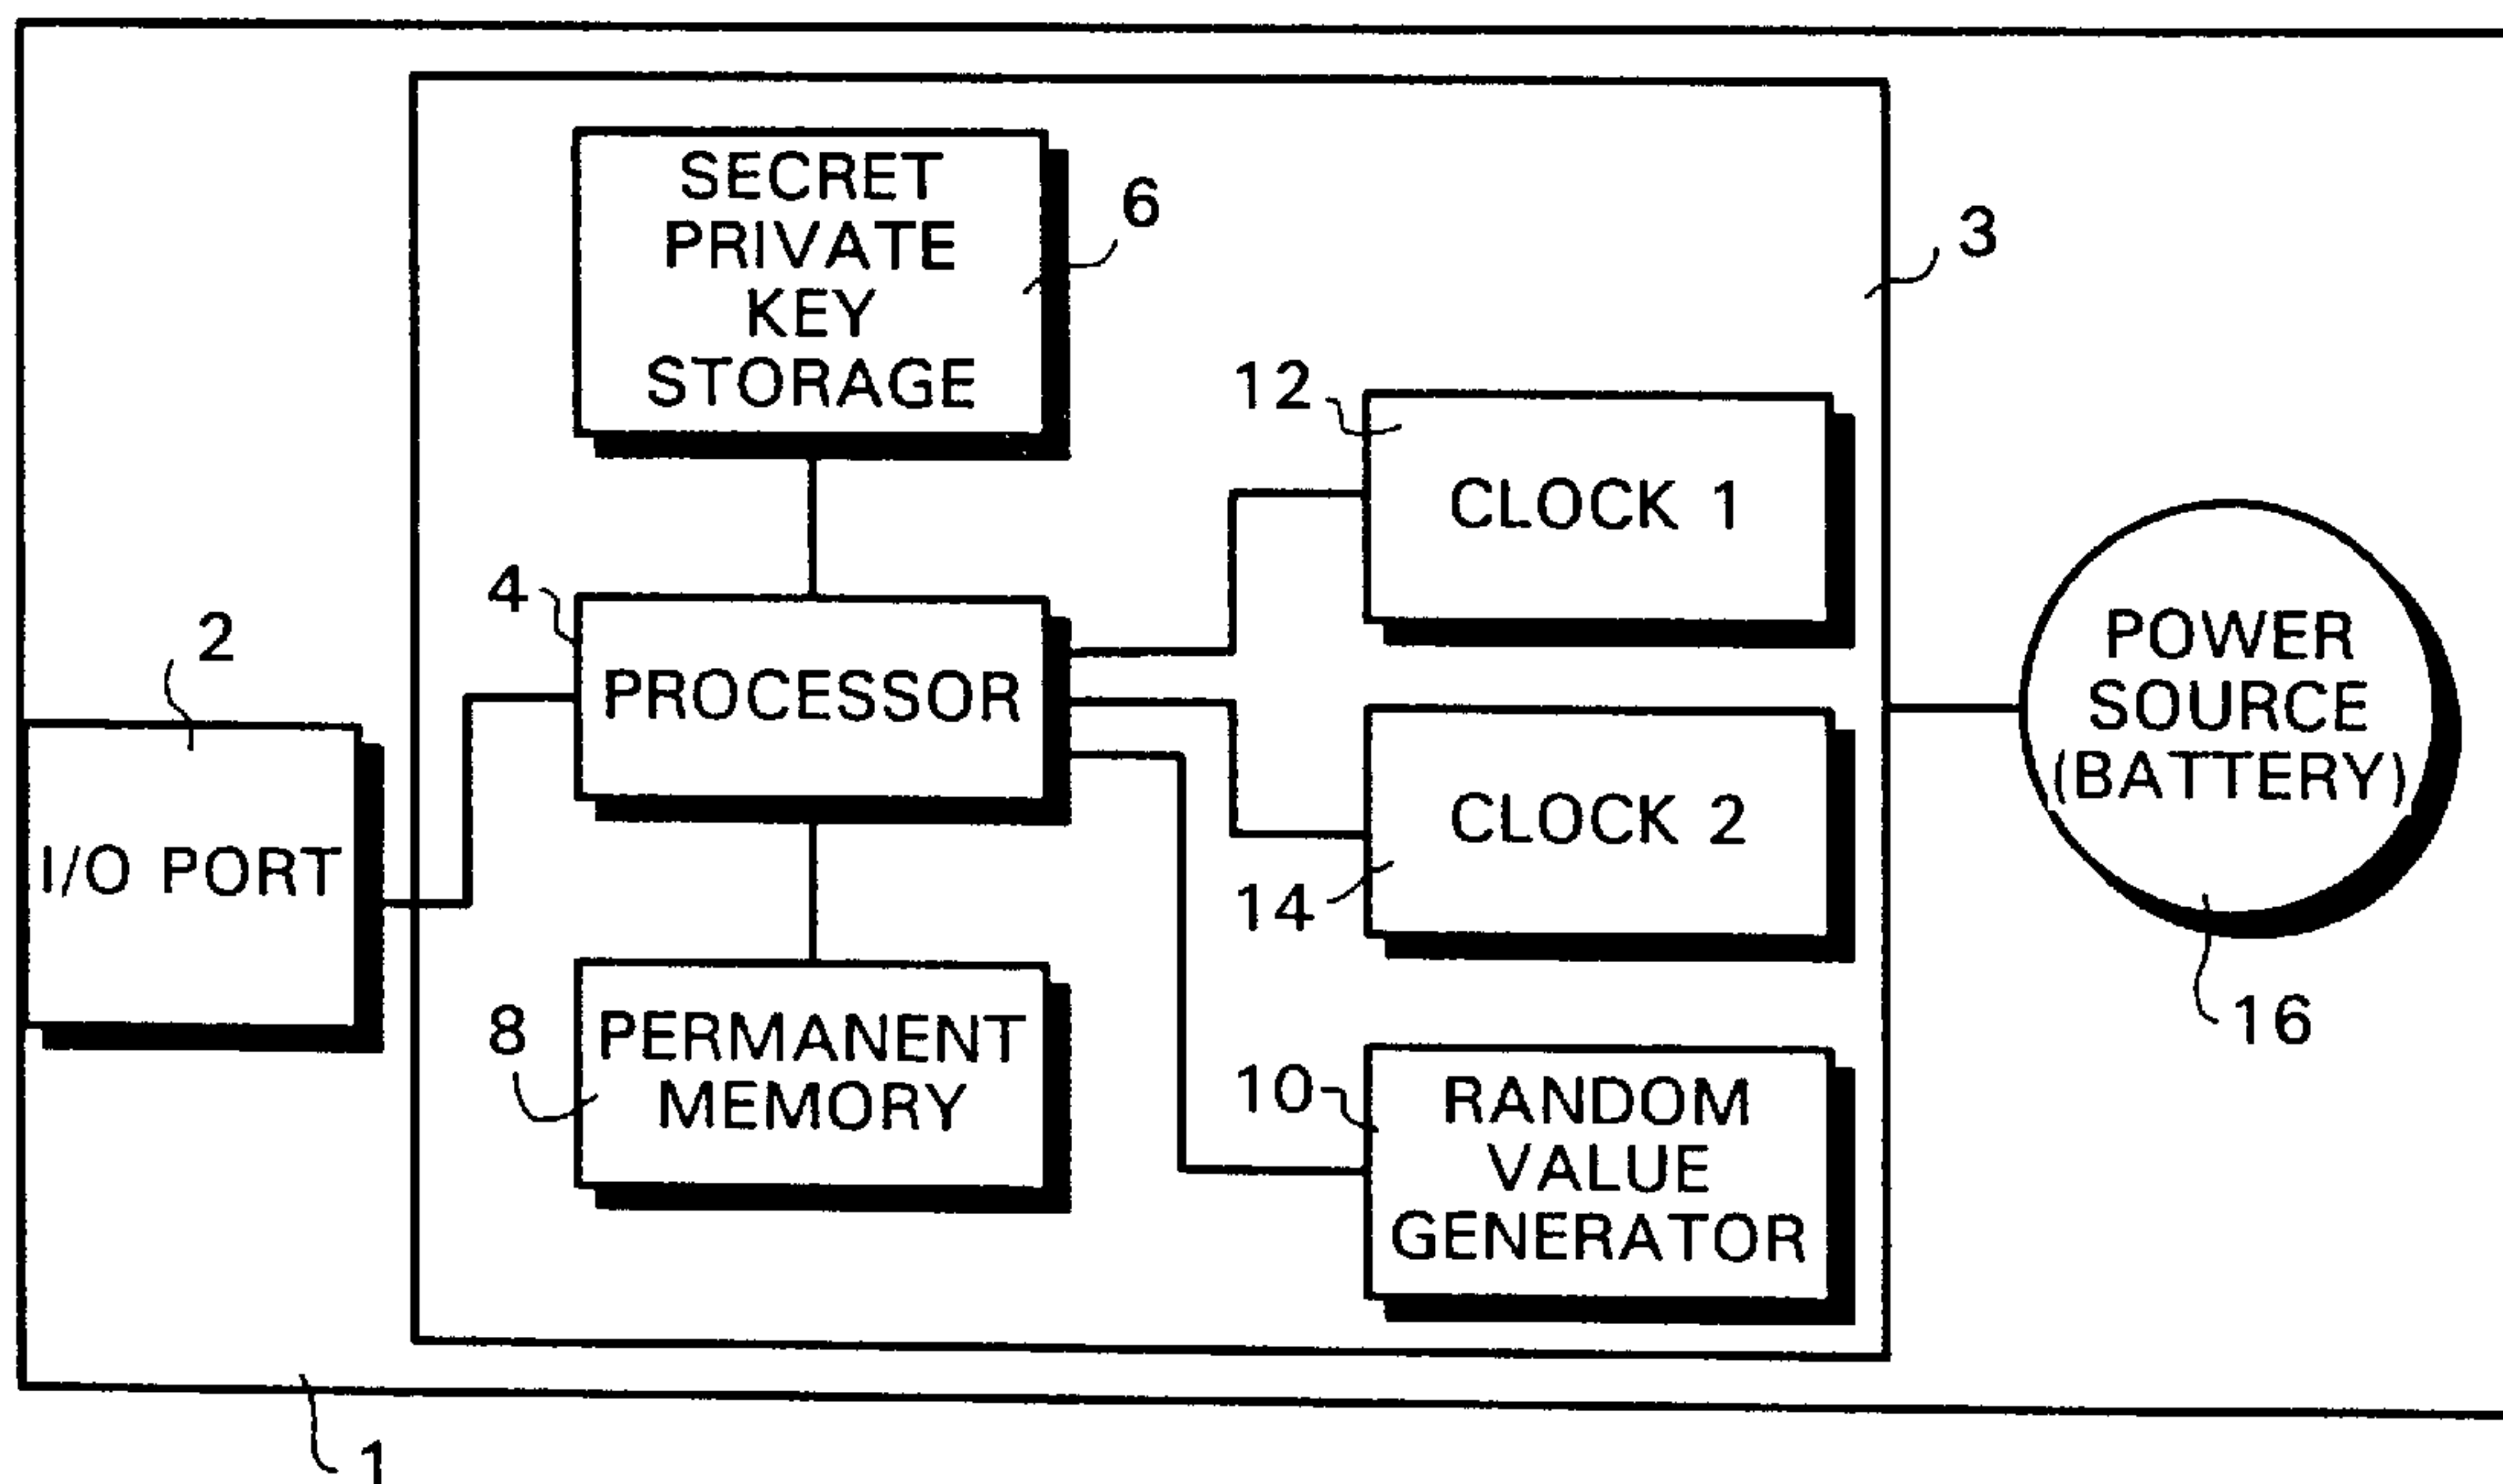 SECRET
PRIVATE
KEY
STORAGE
6
3
12
CLOCK 1
4
PROCESSOR
2
I/O PORT
CLOCK 2
14
POWER
SOURCE
(BATTERY)
16
8
PERMANENT
MEMORY
10
RANDOM
VALUE
GENERATOR
1